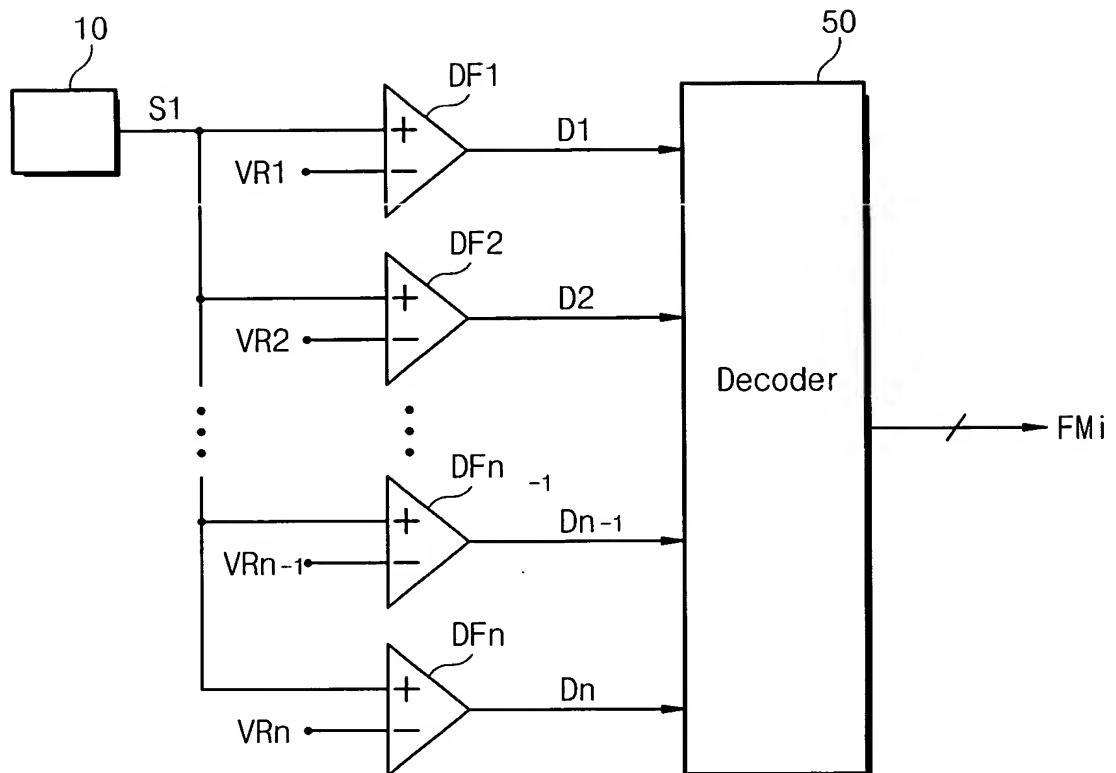 10
50
S1
DF1
+
−
VR1
D1
DF2
+
−
VR2
D2
Decoder
FMi
DFn-1
+
−
VRn-1
Dn-1
DFn
+
−
VRn
Dn